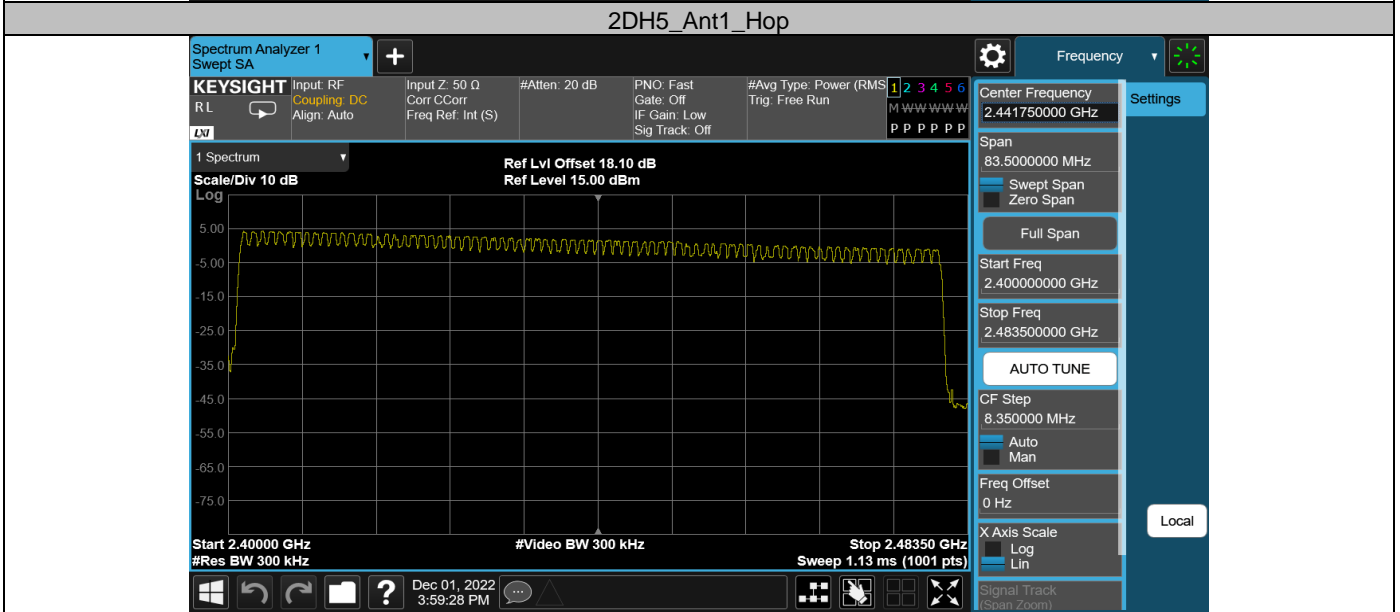 2DH5_Ant1_Hop
Spectrum Analyzer 1
Swept SA
+
Frequency
KEYSIGHT
R L
LXI
Input: RF
Coupling: DC
Align: Auto
Input Z: 50 Ω
Corr CCorr
Freq Ref: Int (S)
#Atten: 20 dB
PNO: Fast
Gate: Off
IF Gain: Low
Sig Track: Off
#Avg Type: Power (RMS
Trig: Free Run
1 2 3 4 5 6
M W W W W W
P P P P P P
Center Frequency
2.441750000 GHz
Settings
Span
83.5000000 MHz
Swept Span
Zero Span
Full Span
Start Freq
2.400000000 GHz
Stop Freq
2.483500000 GHz
AUTO TUNE
CF Step
8.350000 MHz
Auto
Man
Freq Offset
0 Hz
X Axis Scale
Log
Lin
Signal Track
(Span Zoom)
Local
1 Spectrum
Scale/Div 10 dB
Ref Lvl Offset 18.10 dB
Ref Level 15.00 dBm
Log
5.00
-5.00
-15.0
-25.0
-35.0
-45.0
-55.0
-65.0
-75.0
Start 2.40000 GHz
#Video BW 300 kHz
Stop 2.48350 GHz
#Res BW 300 kHz
Sweep 1.13 ms (1001 pts)
?
Dec 01, 2022
3:59:28 PM